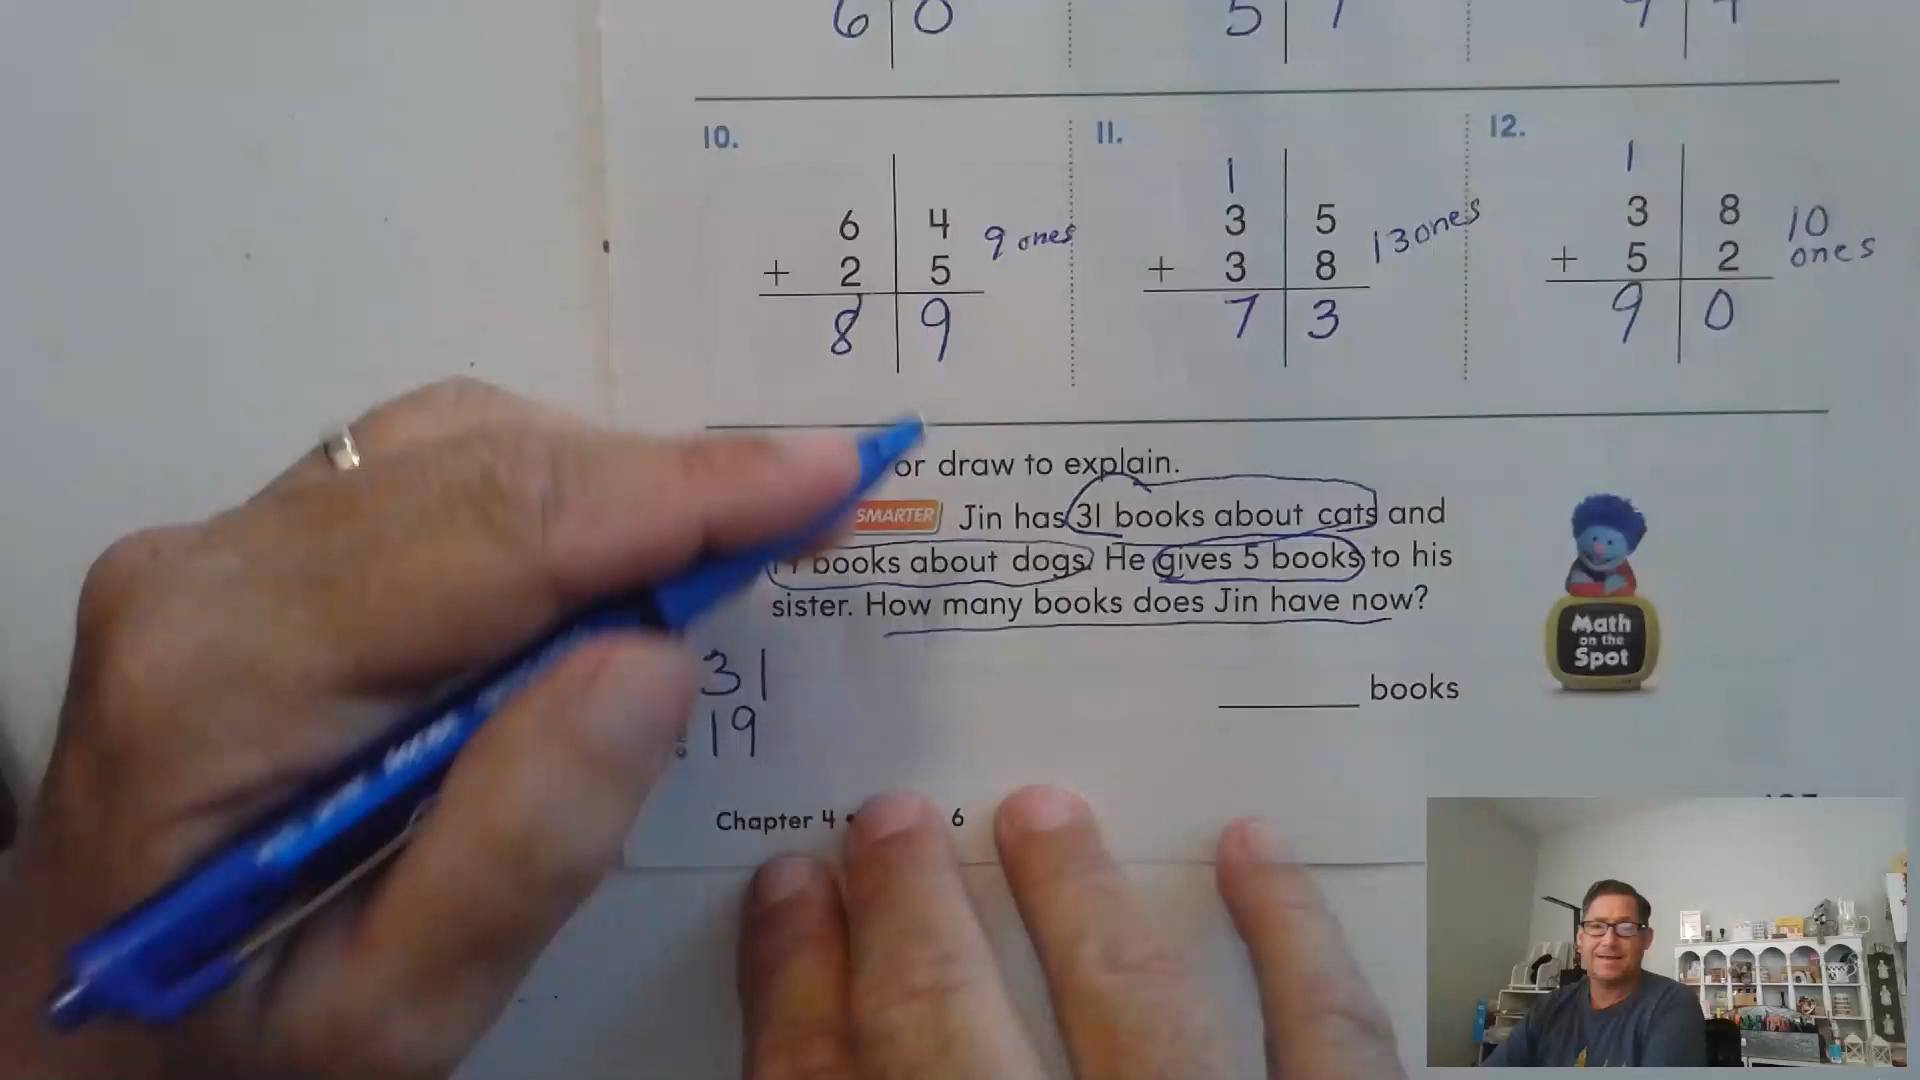 6 0
5
10.
11.
12.
1
1
6 4
9 ones
3 5
13 ones
3 8
10
ones
+ 2 5
+ 3 8
+ 5 2
8 9
7 3
9 0
or draw to explain.
SMARTER Jin has 31 books about cats and
books about dogs. He gives 5 books to his
sister. How many books does Jin have now?
31
19
books
Math
on the
Spot
Chapter 4
6